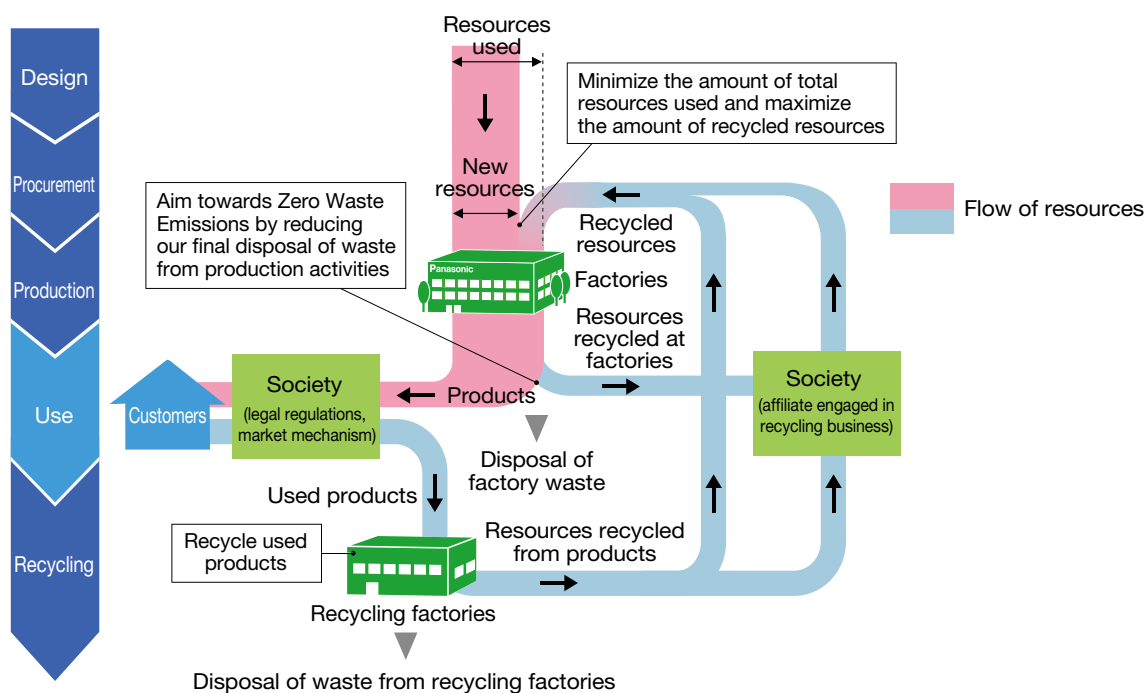 Design
Procurement
Production
Use
Recycling
Resources
used
Minimize the amount of total
resources used and maximize
the amount of recycled resources
New
resources
Aim towards Zero Waste
Emissions by reducing
our final disposal of waste
from production activities
Recycled
resources
Flow of resources
Panasonic
Factories
Resources
recycled at
factories
Society
(legal regulations,
market mechanism)
Customers
Products
Society
(affiliate engaged in
recycling business)
Disposal of
factory waste
Used products
Recycle used
products
Resources recycled
from products
Recycling factories
Disposal of waste from recycling factories